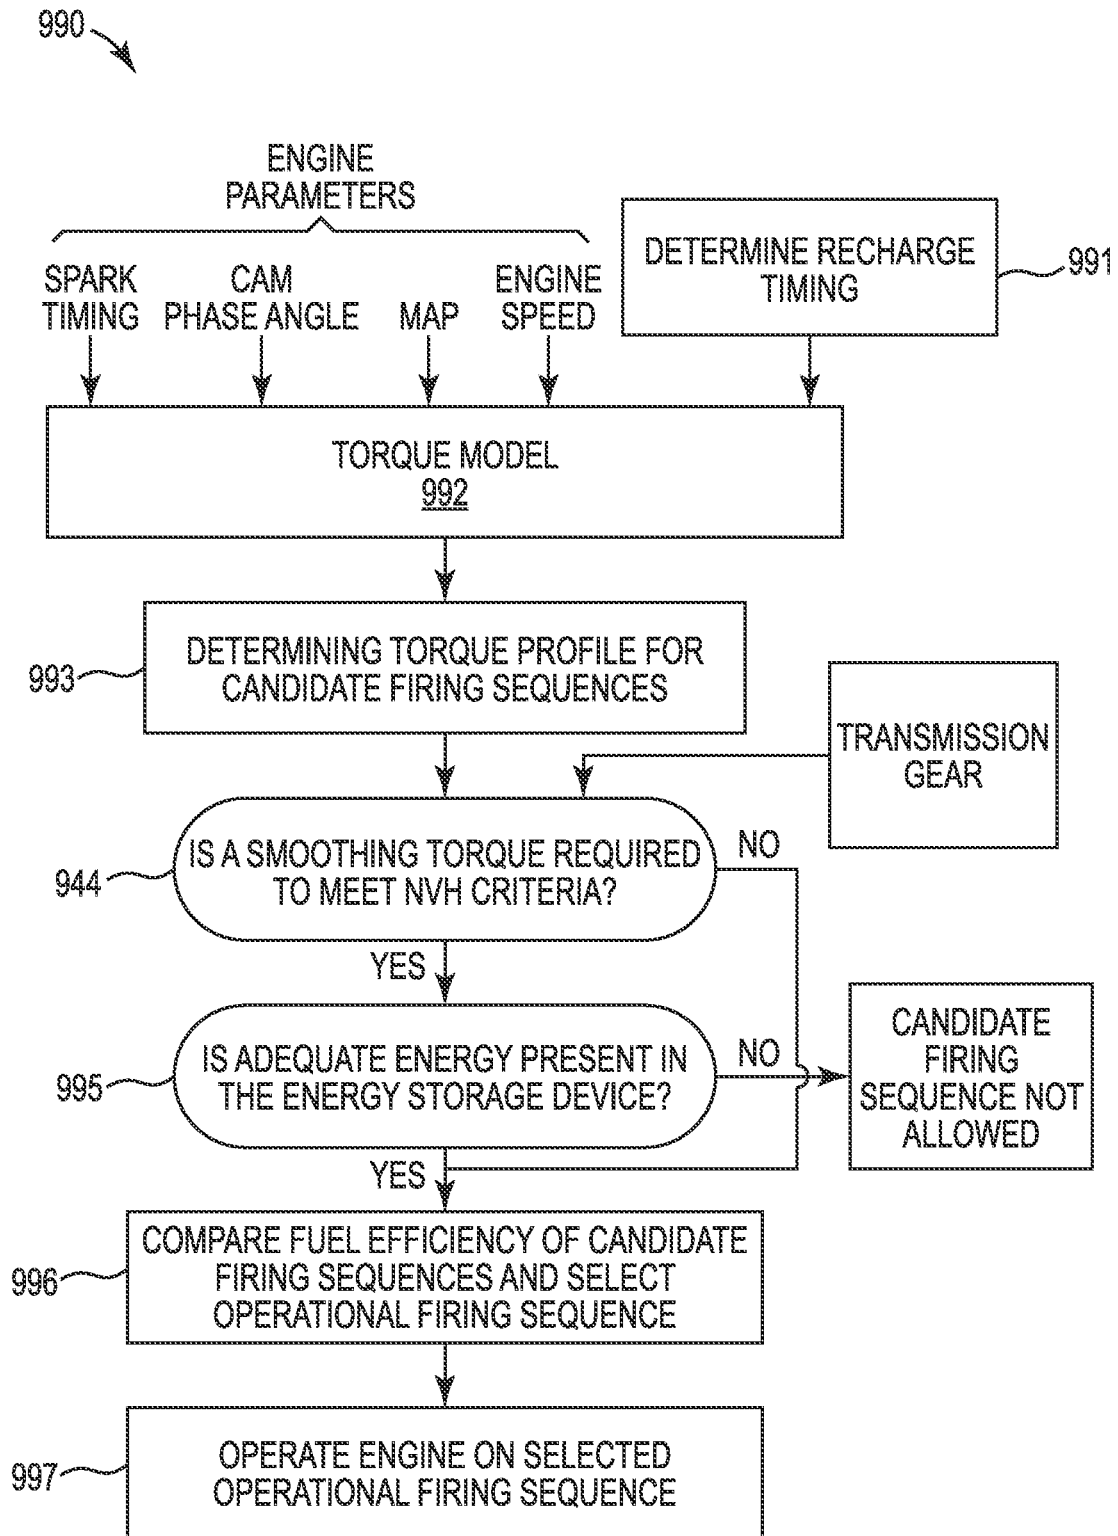 990
ENGINE
PARAMETERS
SPARK
TIMING
CAM
PHASE ANGLE
MAP
ENGINE
SPEED
DETERMINE RECHARGE
TIMING
991
TORQUE MODEL
992
993
DETERMINING TORQUE PROFILE FOR
CANDIDATE FIRING SEQUENCES
TRANSMISSION
GEAR
944
IS A SMOOTHING TORQUE REQUIRED
TO MEET NVH CRITERIA?
NO
YES
995
IS ADEQUATE ENERGY PRESENT IN
THE ENERGY STORAGE DEVICE?
NO
CANDIDATE
FIRING
SEQUENCE NOT
ALLOWED
YES
996
COMPARE FUEL EFFICIENCY OF CANDIDATE
FIRING SEQUENCES AND SELECT
OPERATIONAL FIRING SEQUENCE
997
OPERATE ENGINE ON SELECTED
OPERATIONAL FIRING SEQUENCE